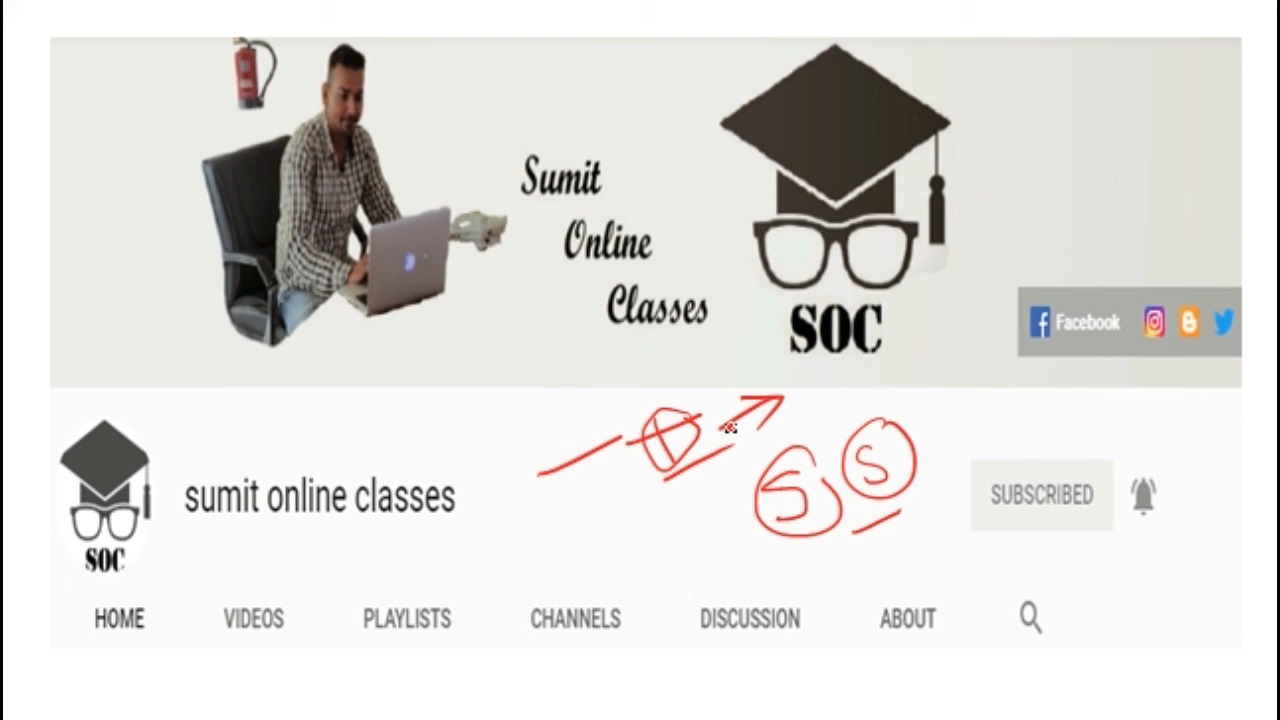 Sumit
Online
Classes
SOC
Facebook
S S
sumit online classes
SUBSCRIBED
SOC
HOME VIDEOS PLAYLISTS CHANNELS DISCUSSION ABOUT